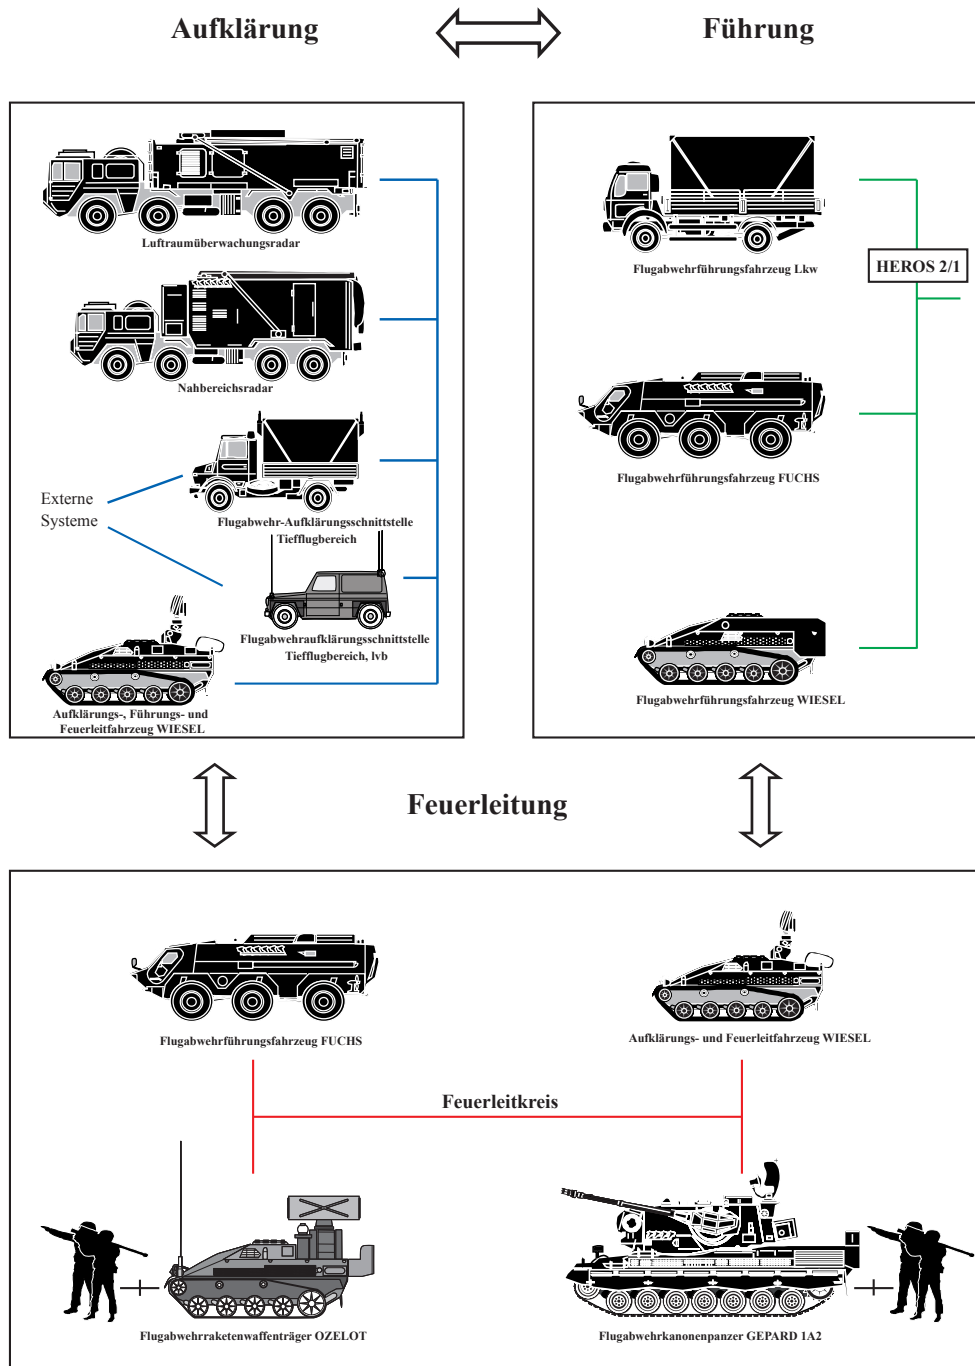 Aufklärung
Führung
Luftraumüberwachungsradar
Nahbereichsradar
Externe
Systeme
Flugabwehr-Aufklärungsschnittstelle
Tiefflugbereich
Flugabwehraufklärungsschnittstelle
Tiefflugbereich, lvb
Aufklärungs-, Führungs- und
Feuerleitfahrzeug WIESEL
Flugabwehrführungsfahrzeug Lkw
HEROS 2/1
Flugabwehrführungsfahrzeug FUCHS
Flugabwehrführungsfahrzeug WIESEL
Feuerleitung
Flugabwehrführungsfahrzeug FUCHS
Aufklärungs- und Feuerleitfahrzeug WIESEL
Feuerleitkreis
Flugabwehrraketenwaffenträger OZELOT
Flugabwehrkanonenpanzer GEPARD 1A2